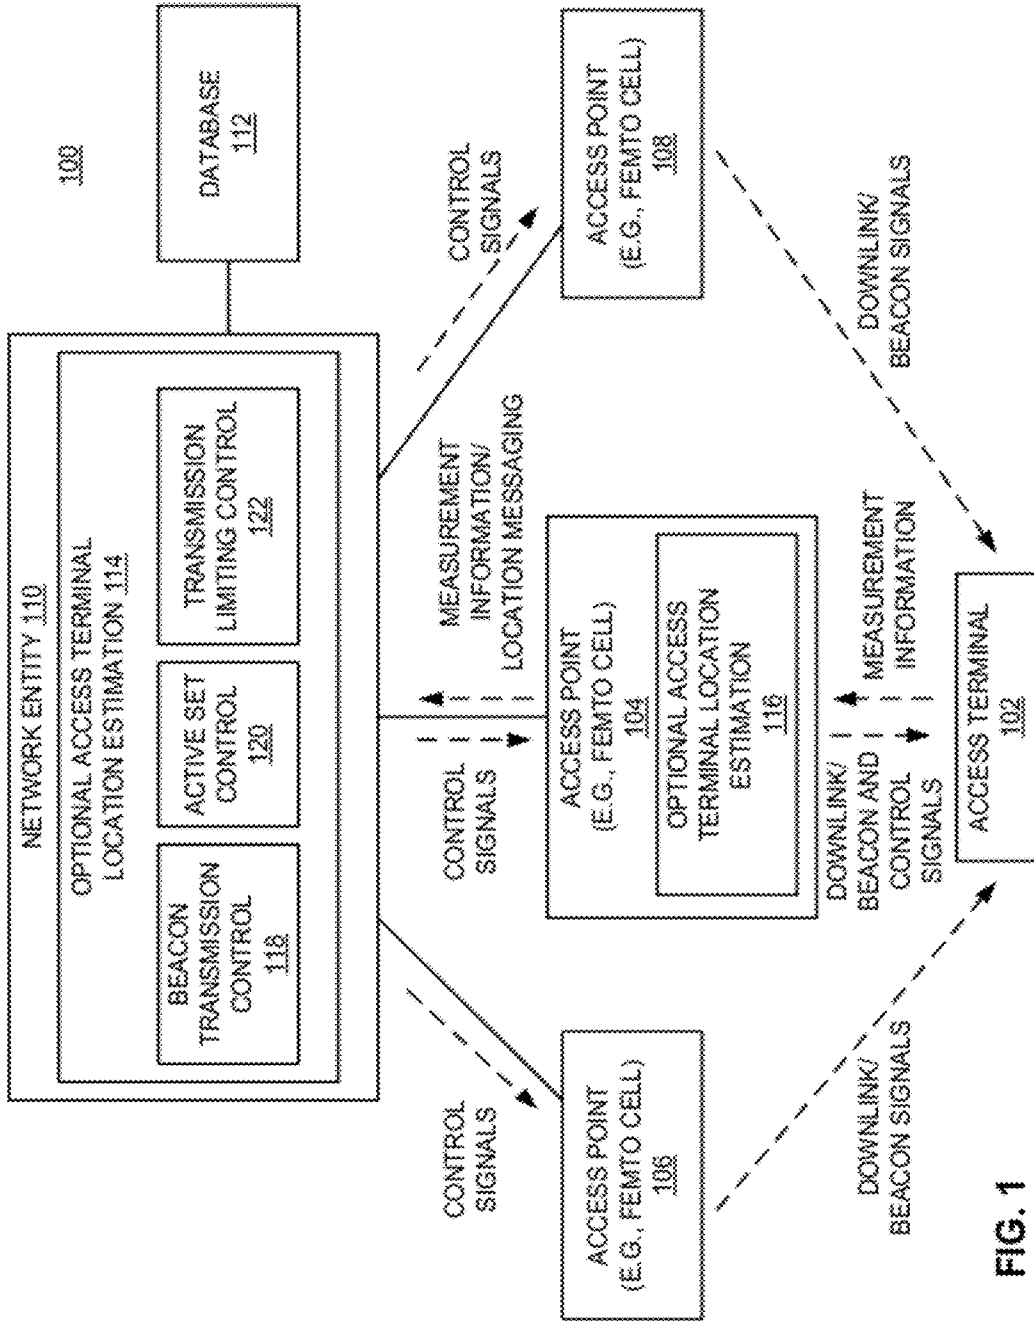 100
NETWORK ENTITY 110
OPTIONAL ACCESS TERMINAL
LOCATION ESTIMATION 114
BEACON
TRANSMISSION
CONTROL
118
ACTIVE SET
CONTROL
120
TRANSMISSION
LIMITING CONTROL
122
DATABASE
112
CONTROL
SIGNALS
CONTROL
SIGNALS
MEASUREMENT
INFORMATION/
LOCATION MESSAGING
CONTROL
SIGNALS
ACCESS POINT
(E.G., FEMTO CELL)
106
ACCESS POINT
(E.G., FEMTO CELL)
104
OPTIONAL ACCESS
TERMINAL LOCATION
ESTIMATION
116
ACCESS POINT
(E.G., FEMTO CELL)
108
DOWNLINK/
BEACON SIGNALS
DOWNLINK/
BEACON AND
CONTROL
SIGNALS
MEASUREMENT
INFORMATION
DOWNLINK/
BEACON SIGNALS
ACCESS TERMINAL
102
FIG. 1